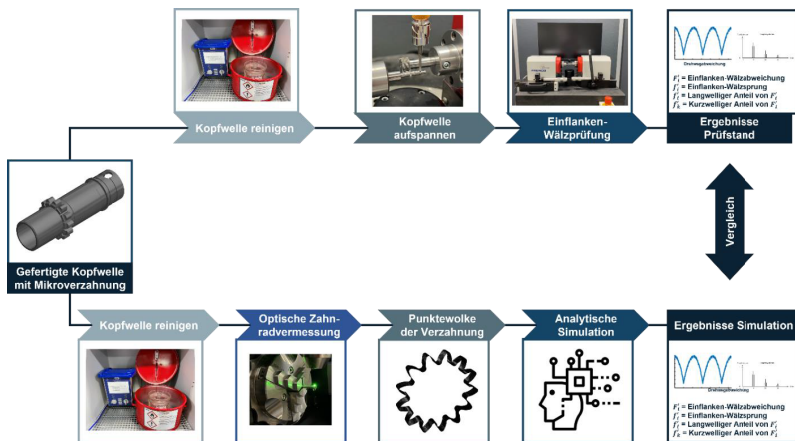 Drehwegabweichung
F'ᵢ = Einflanken-Wälzabweichung
f'ᵢ = Einflanken-Wälzsprung
f'ₗ = Langwelliger Anteil von F'ᵢ
f'ₖ = Kurzwelliger Anteil von F'ᵢ
Kopfwelle reinigen
Kopfwelle
aufspannen
Einflanken-
Wälzprüfung
Ergebnisse
Prüfstand
Gefertigte Kopfwelle
mit Mikroverzahnung
Vergleich
Kopfwelle reinigen
Optische Zahn-
radvermessung
Punktewolke
der Verzahnung
Analytische
Simulation
Ergebnisse Simulation
Drehwegabweichung
F'ᵢ = Einflanken-Wälzabweichung
f'ᵢ = Einflanken-Wälzsprung
f'ₗ = Langwelliger Anteil von F'ᵢ
f'ₖ = Kurzwelliger Anteil von F'ᵢ